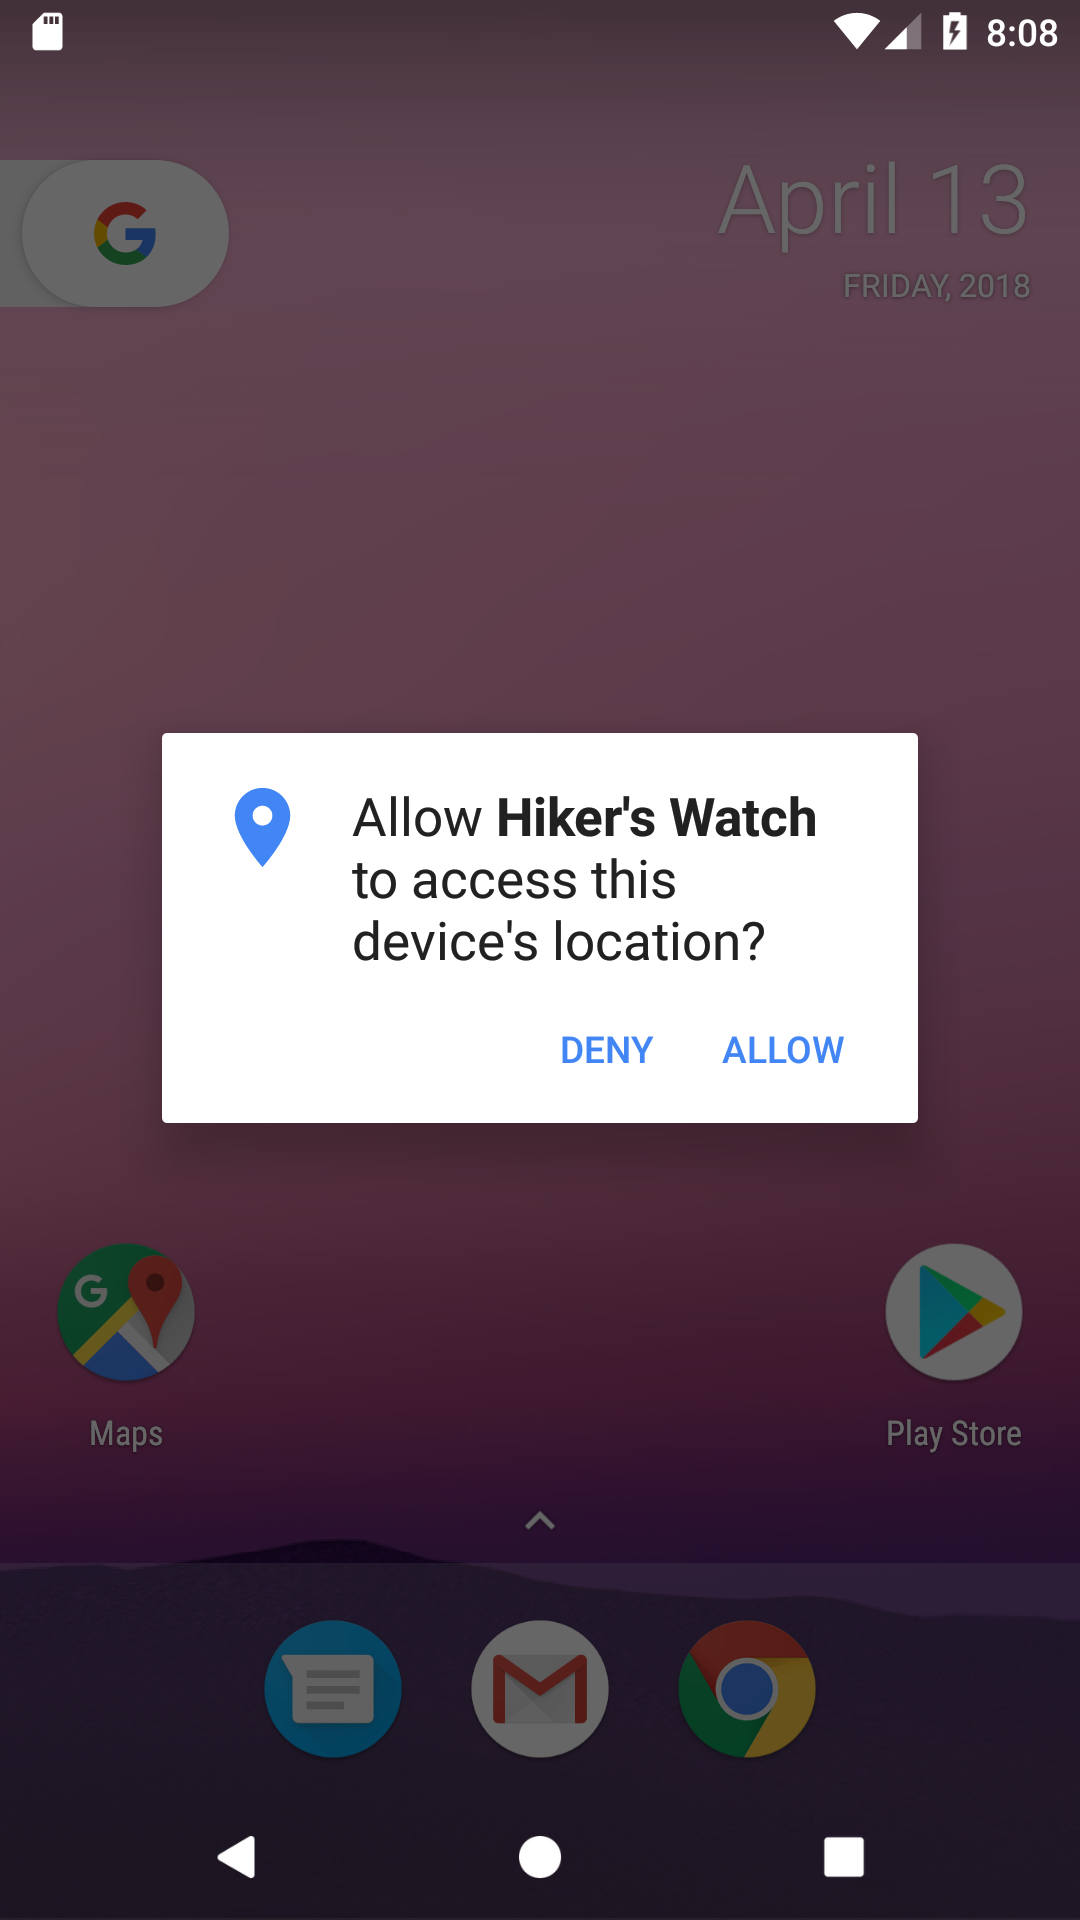 8:08
April 13
FRIDAY, 2018
Allow Hiker's Watch
to access this
device's location?
DENY ALLOW
Maps
Play Store